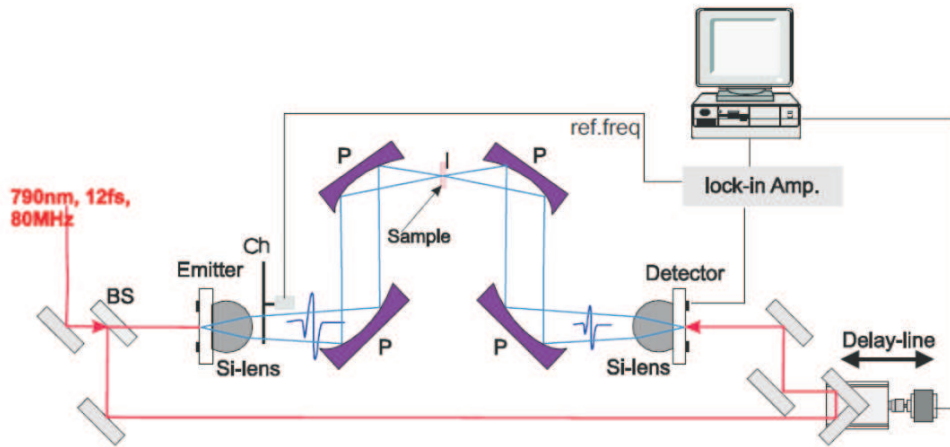 ref.freq
P
I
P
lock-in Amp.
790nm, 12fs,
80MHz
Sample
Ch
Emitter
Detector
BS
Delay-line
P
P
Si-lens
Si-lens